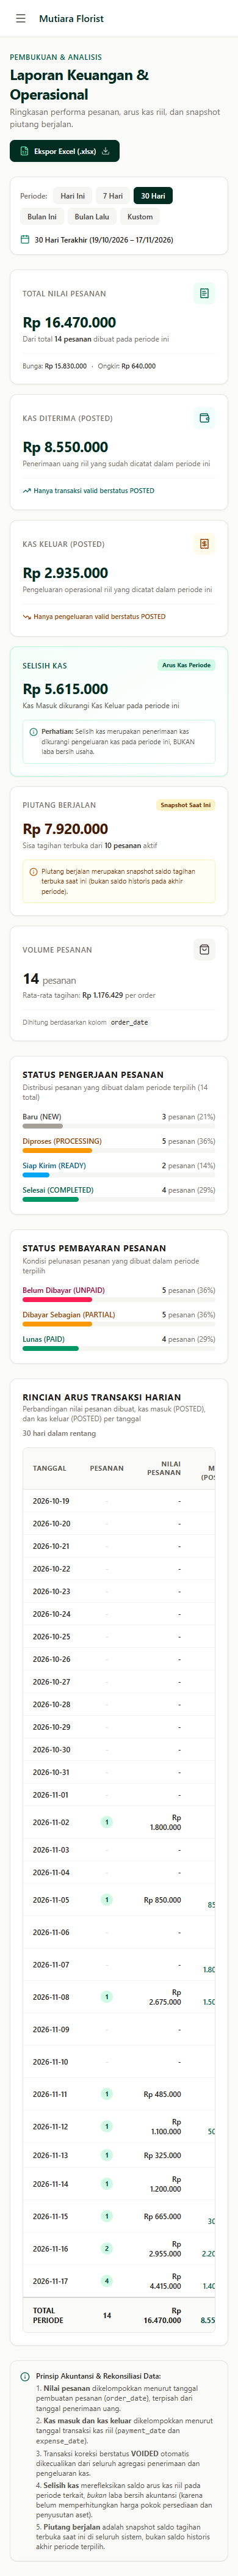 Mutiara Florist
PEMBUKUAN & ANALISIS
Laporan Keuangan &
Operasional
Ringkasan performa pesanan, arus kas riil, dan snapshot
piutang berjalan.
Ekspor Excel (.xlsx)
Periode: Hari Ini 7 Hari 30 Hari
Bulan Ini Bulan Lalu Kustom
30 Hari Terakhir (19/10/2026 – 17/11/2026)
TOTAL NILAI PESANAN
Rp 16.470.000
Dari total 14 pesanan dibuat pada periode ini
Bunga: Rp 15.830.000 · Ongkir: Rp 640.000
KAS DITERIMA (POSTED)
Rp 8.550.000
Penerimaan uang riil yang sudah dicatat dalam periode ini
Hanya transaksi valid berstatus POSTED
KAS KELUAR (POSTED)
Rp 2.935.000
Pengeluaran operasional riil yang dicatat dalam periode ini
Hanya pengeluaran valid berstatus POSTED
SELISIH KAS Arus Kas Periode
Rp 5.615.000
Kas Masuk dikurangi Kas Keluar pada periode ini
Perhatian: Selisih kas merupakan penerimaan kas
dikurangi pengeluaran kas pada periode ini, BUKAN
laba bersih usaha.
PIUTANG BERJALAN Snapshot Saat Ini
Rp 7.920.000
Sisa tagihan terbuka dari 10 pesanan aktif
Piutang berjalan merupakan snapshot saldo tagihan
terbuka saat ini (bukan saldo historis pada akhir
periode).
VOLUME PESANAN
14 pesanan
Rata-rata tagihan: Rp 1.176.429 per order
Dihitung berdasarkan kolom order_date
STATUS PENGERJAAN PESANAN
Distribusi pesanan yang dibuat dalam periode terpilih (14
total)
Baru (NEW) 3 pesanan (21%)
Diproses (PROCESSING) 5 pesanan (36%)
Siap Kirim (READY) 2 pesanan (14%)
Selesai (COMPLETED) 4 pesanan (29%)
STATUS PEMBAYARAN PESANAN
Kondisi pelunasan pesanan yang dibuat dalam periode
terpilih
Belum Dibayar (UNPAID) 5 pesanan (36%)
Dibayar Sebagian (PARTIAL) 5 pesanan (36%)
Lunas (PAID) 4 pesanan (29%)
RINCIAN ARUS TRANSAKSI HARIAN
Perbandingan nilai pesanan dibuat, kas masuk (POSTED),
dan kas keluar (POSTED) per tanggal
30 hari dalam rentang
TANGGAL PESANAN NILAI PESANAN M (POS
2026-10-19 - -
2026-10-20 - -
2026-10-21 - -
2026-10-22 - -
2026-10-23 - -
2026-10-24 - -
2026-10-25 - -
2026-10-26 - -
2026-10-27 - -
2026-10-28 - -
2026-10-29 - -
2026-10-30 - -
2026-10-31 - -
2026-11-01 - -
2026-11-02 1 Rp 1.800.000
2026-11-03 - -
2026-11-04 - -
2026-11-05 1 Rp 850.000 85
2026-11-06 - -
2026-11-07 - - 1.80
2026-11-08 1 Rp 2.675.000 1.50
2026-11-09 - -
2026-11-10 - -
2026-11-11 1 Rp 485.000
2026-11-12 1 Rp 1.100.000 50
2026-11-13 1 Rp 325.000
2026-11-14 1 Rp 1.200.000
2026-11-15 1 Rp 665.000 30
2026-11-16 2 Rp 2.955.000 2.20
2026-11-17 4 Rp 4.415.000 1.40
TOTAL PERIODE 14 Rp 16.470.000 8.55
Prinsip Akuntansi & Rekonsiliasi Data:
1. Nilai pesanan dikelompokkan menurut tanggal
pembuatan pesanan (order_date), terpisah dari
tanggal penerimaan uang.
2. Kas masuk dan kas keluar dikelompokkan menurut
tanggal transaksi kas riil (payment_date dan
expense_date).
3. Transaksi koreksi berstatus VOIDED otomatis
dikecualikan dari seluruh agregasi penerimaan dan
pengeluaran kas.
4. Selisih kas merefleksikan saldo arus kas riil pada
periode terkait, bukan laba bersih akuntansi (karena
belum memperhitungkan harga pokok persediaan dan
penyusutan aset).
5. Piutang berjalan adalah snapshot saldo tagihan
terbuka saat ini di seluruh sistem, bukan saldo historis
akhir periode terpilih.